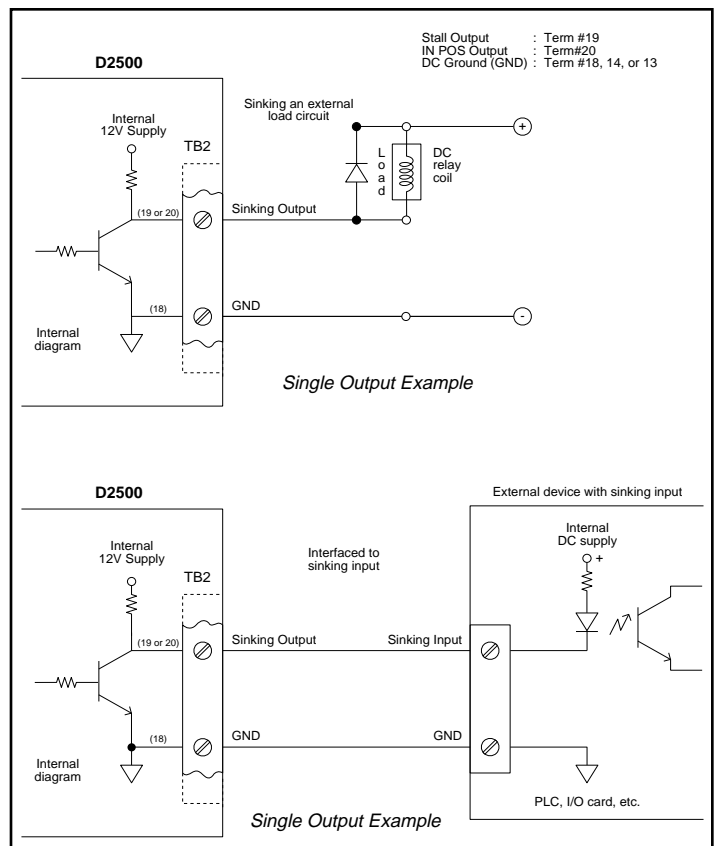 Stall Output : Term #19
IN POS Output : Term#20
DC Ground (GND) : Term #18, 14, or 13
D2500
Internal
12V Supply
TB2
Sinking an external
load circuit
+
Load
DC
relay
coil
(19 or 20)
Sinking Output
(18)
GND
-
Internal
diagram
Single Output Example
D2500
External device with sinking input
Internal
12V Supply
TB2
Interfaced to
sinking input
Internal
DC supply
+
(19 or 20)
Sinking Output
Sinking Input
(18)
GND
GND
Internal
diagram
PLC, I/O card, etc.
Single Output Example